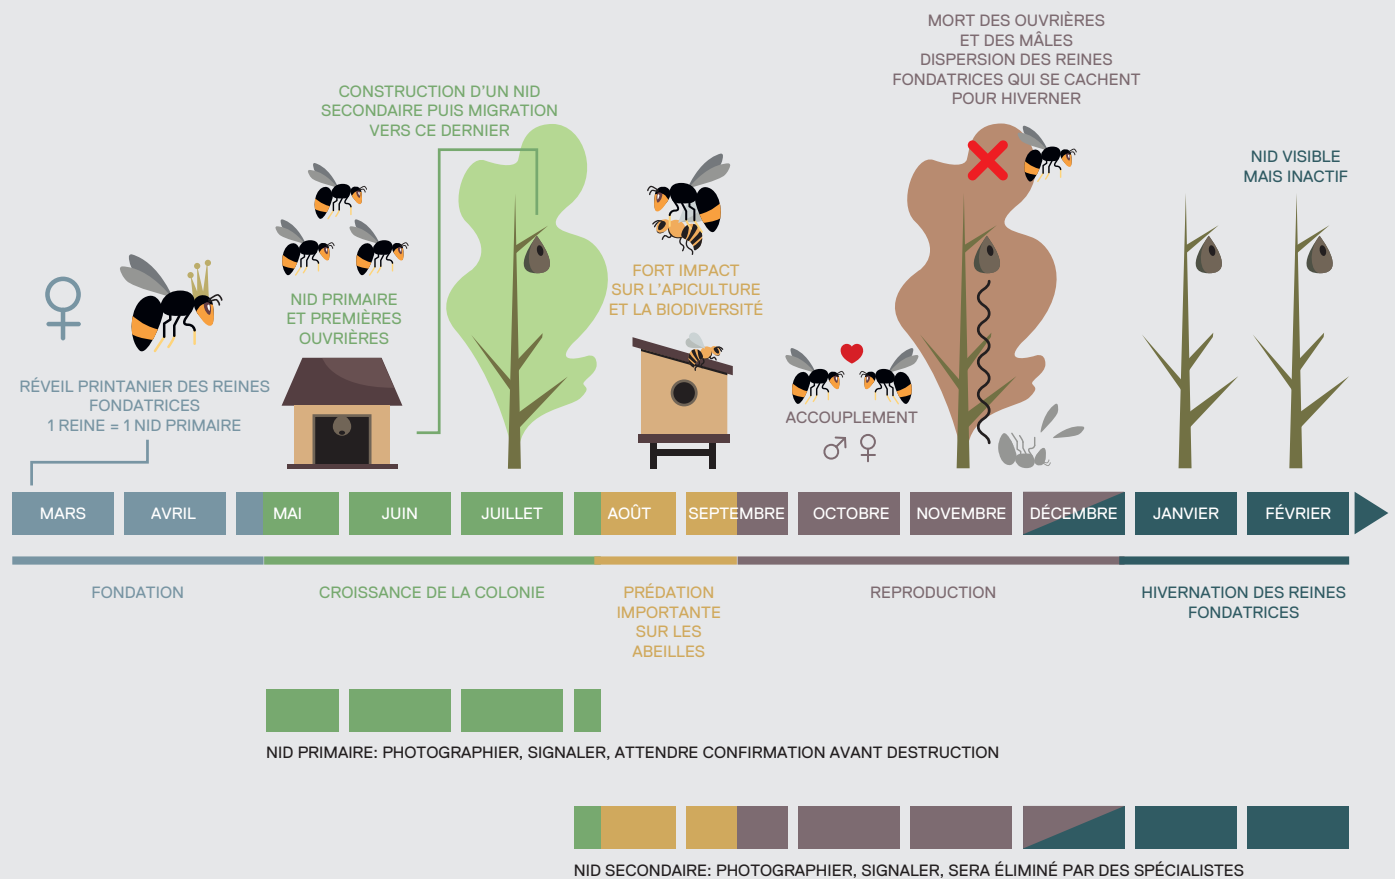 MORT DES OUVRIÈRES
ET DES MÂLES
DISPERSION DES REINES
FONDATRICES QUI SE CACHENT
POUR HIVERNER
CONSTRUCTION D'UN NID
SECONDAIRE PUIS MIGRATION
VERS CE DERNIER
NID VISIBLE
MAIS INACTIF
FORT IMPACT
SUR L'APICULTURE
ET LA BIODIVERSITÉ
NID PRIMAIRE
ET PREMIÈRES
OUVRIÈRES
RÉVEIL PRINTANIER DES REINES
FONDATRICES
1 REINE = 1 NID PRIMAIRE
ACCOUPLEMENT
♂ ♀
MARS AVRIL MAI JUIN JUILLET AOÛT SEPTEMBRE OCTOBRE NOVEMBRE DÉCEMBRE JANVIER FÉVRIER
FONDATION
CROISSANCE DE LA COLONIE
PRÉDATION
IMPORTANTE
SUR LES
ABEILLES
REPRODUCTION
HIVERNATION DES REINES
FONDATRICES
NID PRIMAIRE: PHOTOGRAPHIER, SIGNALER, ATTENDRE CONFIRMATION AVANT DESTRUCTION
NID SECONDAIRE: PHOTOGRAPHIER, SIGNALER, SERA ÉLIMINÉ PAR DES SPÉCIALISTES